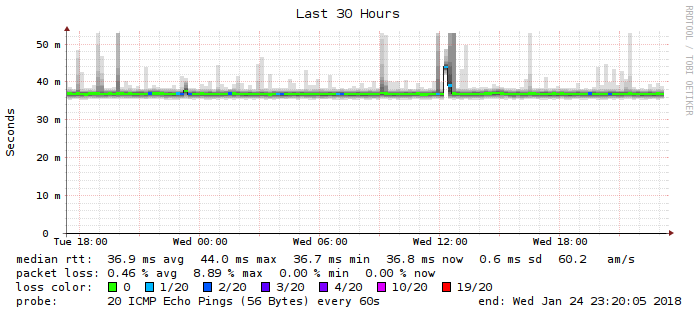 Last 30 Hours
RRDTOOL / TOBI OETIKER
Seconds
50 m
40 m
30 m
20 m
10 m
0
Tue 18:00 Wed 00:00 Wed 06:00 Wed 12:00 Wed 18:00
median rtt: 36.9 ms avg 44.0 ms max 36.7 ms min 36.8 ms now 0.6 ms sd 60.2 am/s
packet loss: 0.46 % avg 8.89 % max 0.00 % min 0.00 % now
loss color: 0 1/20 2/20 3/20 4/20 10/20 19/20
probe: 20 ICMP Echo Pings (56 Bytes) every 60s end: Wed Jan 24 23:20:05 2018